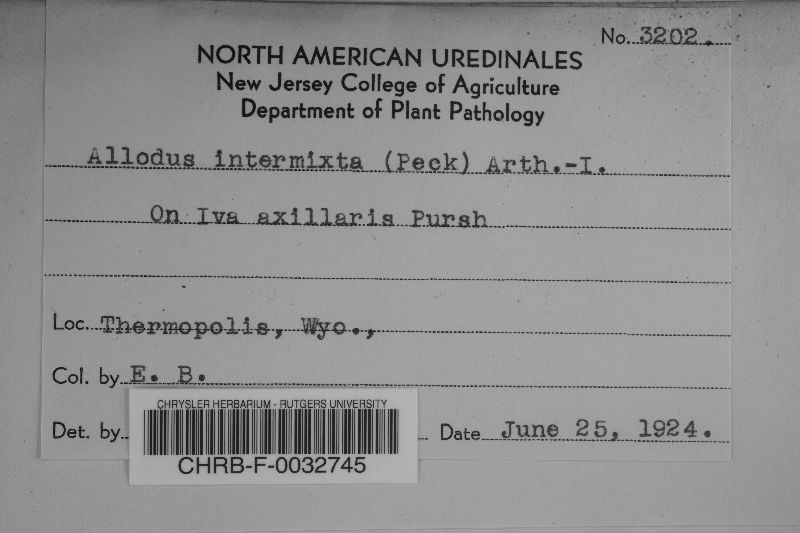 No. 3202.
NORTH AMERICAN UREDINALES
New Jersey College of Agriculture
Department of Plant Pathology
Allodus intermixta (Peck) Arth.-I.
On Iva axillaris Pursh
Loc. Thermopolis, Wyo.,
Col. by E. B.
CHRYSLER HERBARIUM - RUTGERS UNIVERSITY
Det. by
Date June 25, 1924.
CHRB-F-0032745